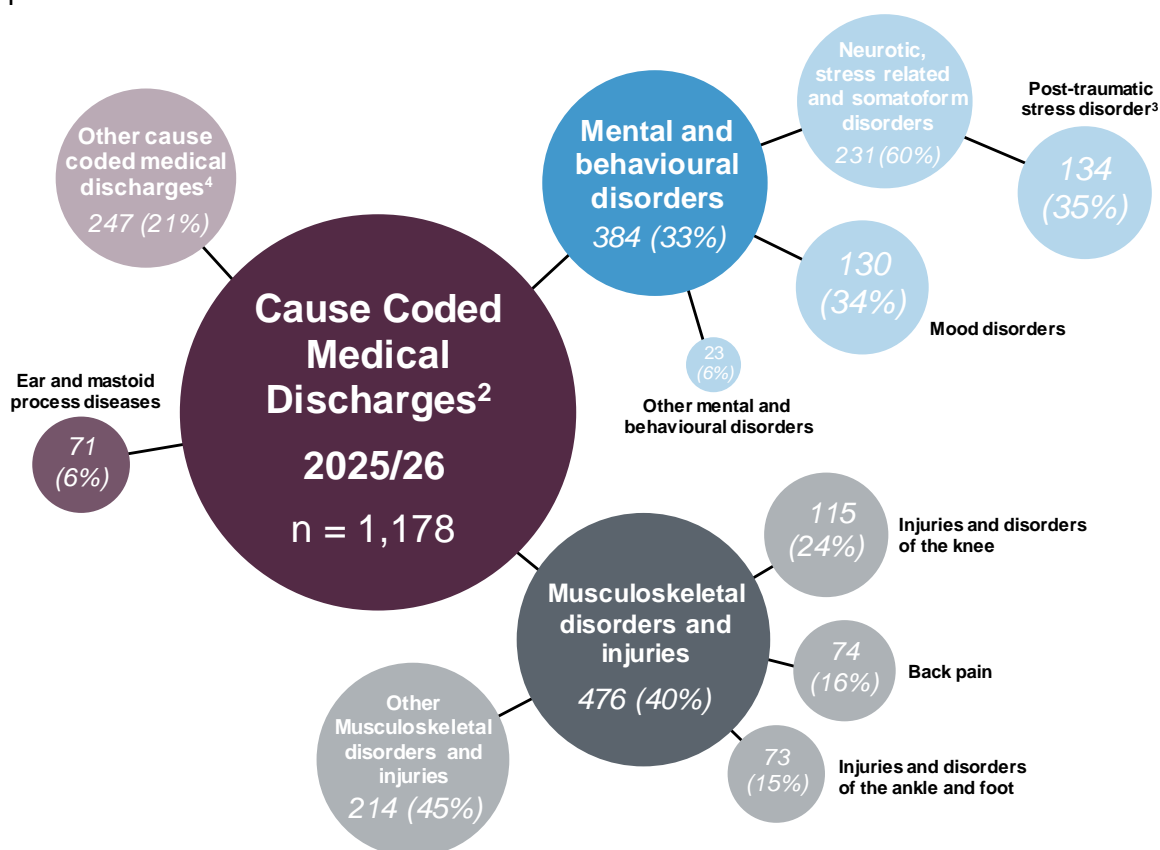 Cause Coded
Medical
Discharges²
2025/26
n = 1,178
Other cause
coded medical
discharges⁴
247 (21%)
Ear and mastoid
process diseases
71
(6%)
Mental and
behavioural
disorders
384 (33%)
Neurotic,
stress related
and somatoform
disorders
231 (60%)
Post-traumatic
stress disorder³
134
(35%)
130
(34%)
Mood disorders
23
(6%)
Other mental and
behavioural disorders
Musculoskeletal
disorders and
injuries
476 (40%)
115
(24%)
Injuries and disorders
of the knee
74
(16%)
Back pain
73
(15%)
Injuries and disorders
of the ankle and foot
Other
Musculoskeletal
disorders and
injuries
214 (45%)